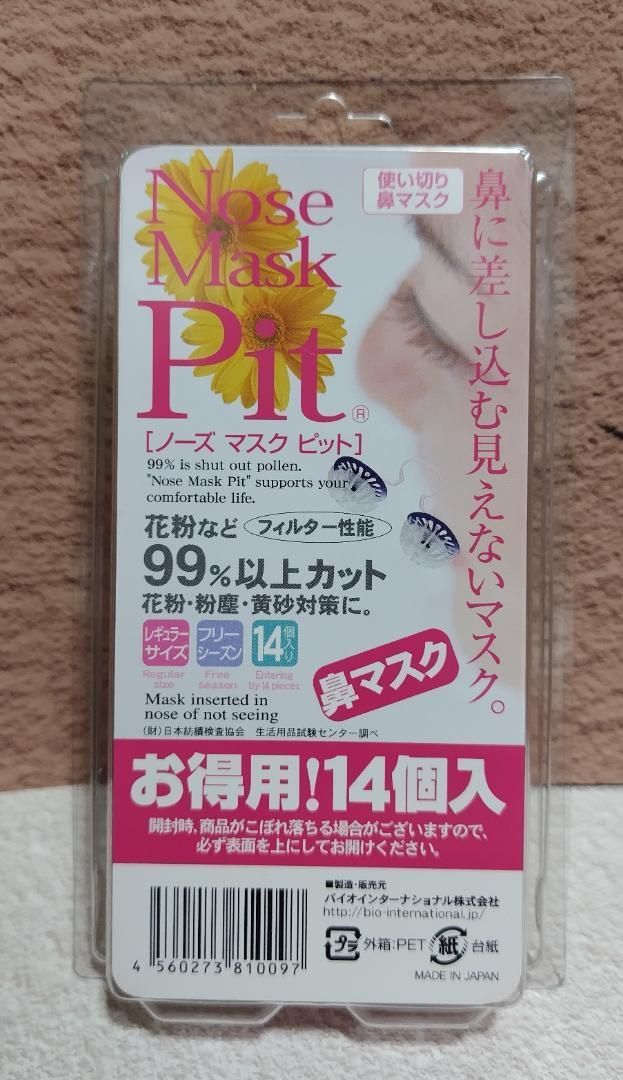 Nose
Mask
Pit®
[ノーズ マスク ピット]
使い切り
鼻マスク
鼻に差し込む見えないマスク。
99% is shut out pollen.
"Nose Mask Pit" supports your
comfortable life.
花粉など フィルター性能
99%以上カット
花粉・粉塵・黄砂対策に。
レギュラー
サイズ
Regular
size
フリー
シーズン
Free
season
14個入り
Entering
by 14 pieces
鼻マスク
Mask inserted in
nose of not seeing
(財)日本紡績検査協会 生活用品試験センター調べ
お得用!14個入
開封時、商品がこぼれ落ちる場合がございますので、
必ず表面を上にしてお開けください。
■製造・販売元
バイオインターナショナル株式会社
http://bio-international.jp/
プラ 外箱:PET 紙 台紙
MADE IN JAPAN
4 560273 810097